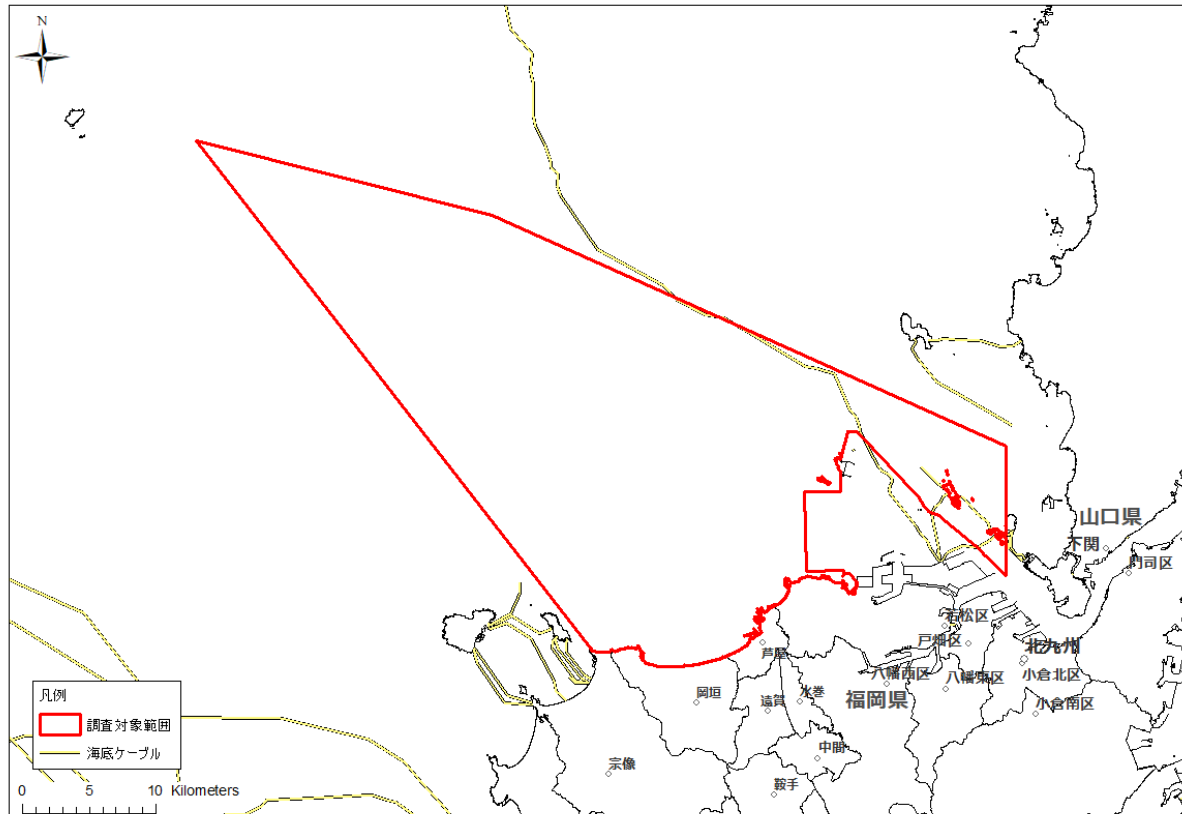 N
山口県
下関
門司区
若松区
戸畑区
北九州
芦屋
八幡西区
八幡東区
小倉北区
岡垣
遠賀
水巻
福岡県
小倉南区
中間
宗像
鞍手
凡例
調査対象範囲
海底ケーブル
0 5 10 Kilometers